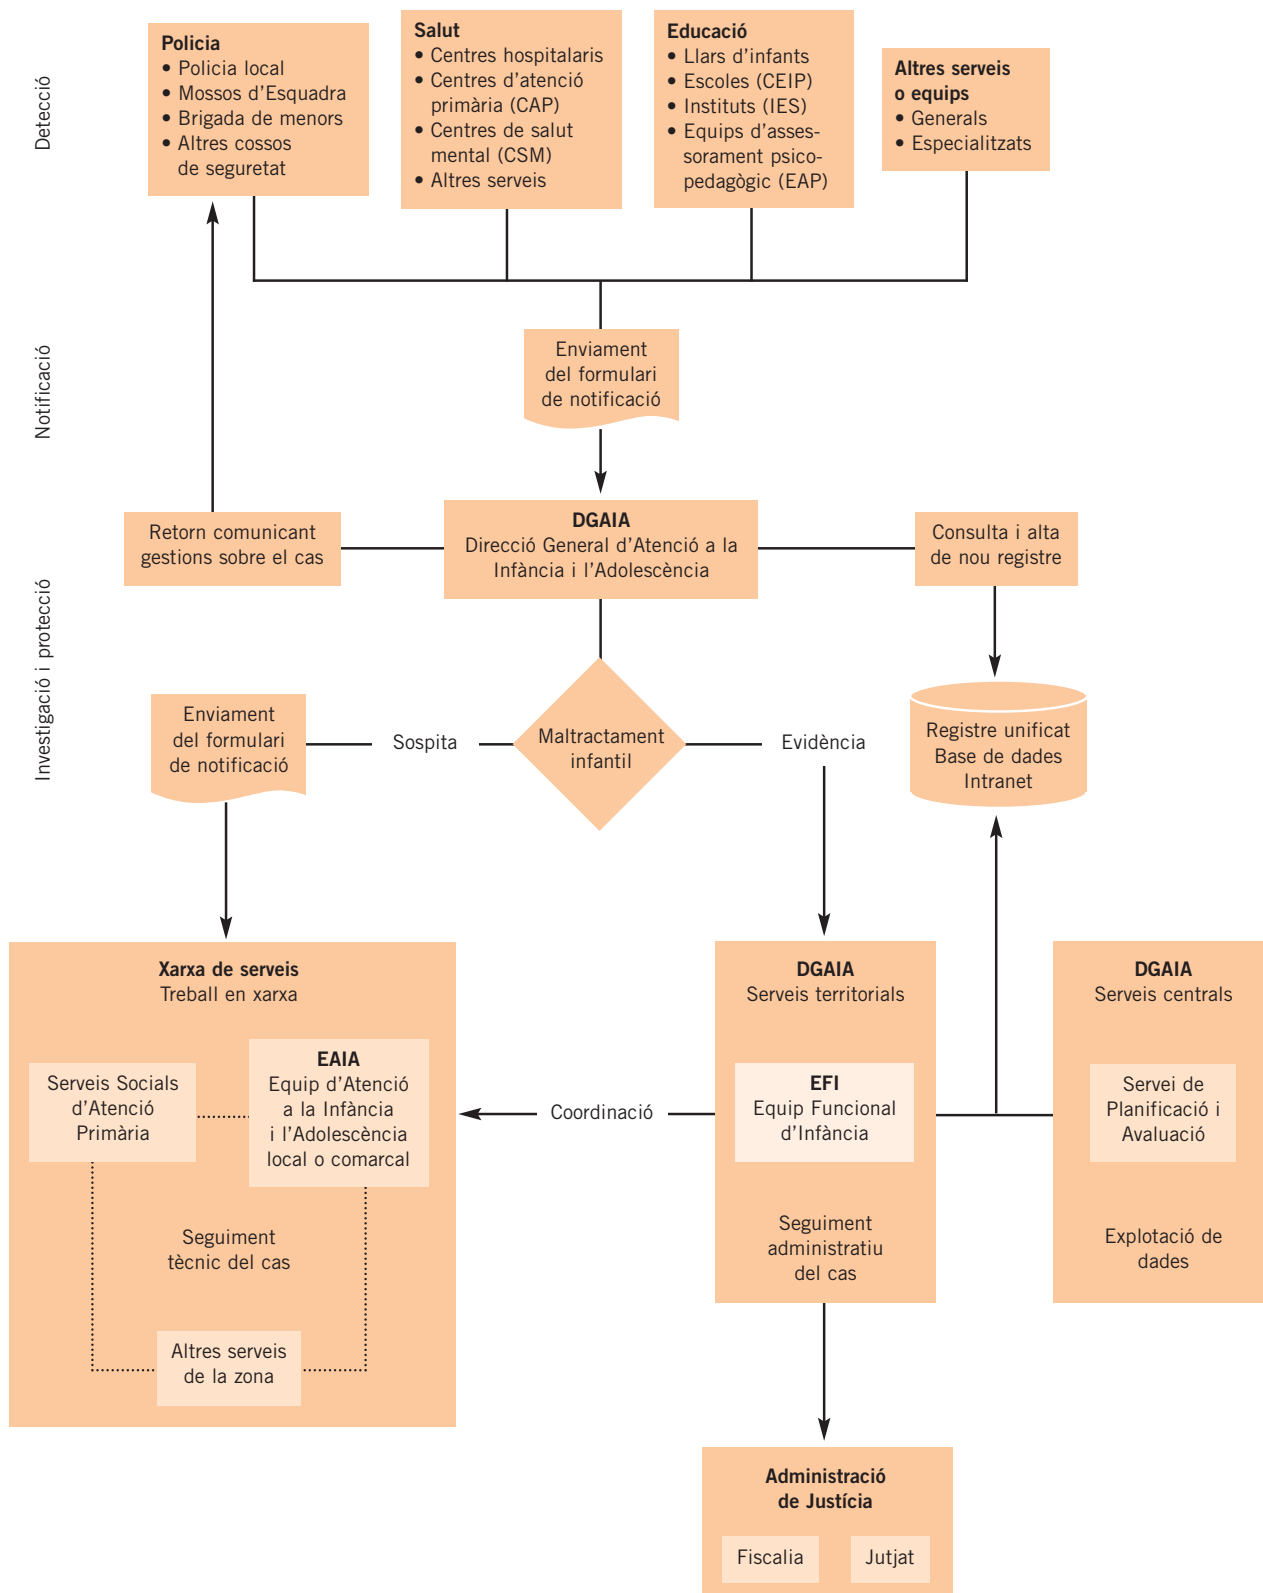 Detecció
Policia
• Policia local
• Mossos d'Esquadra
• Brigada de menors
• Altres cossos
de seguretat
Salut
• Centres hospitalaris
• Centres d'atenció
primària (CAP)
• Centres de salut
mental (CSM)
• Altres serveis
Educació
• Llars d'infants
• Escoles (CEIP)
• Instituts (IES)
• Equips d'asses-
sorament psico-
pedagògic (EAP)
Altres serveis
o equips
• Generals
• Especialitzats
Notificació
Enviament
del formulari
de notificació
Investigació i protecció
Retorn comunicant
gestions sobre el cas
DGAIA
Direcció General d'Atenció a la
Infància i l'Adolescència
Consulta i alta
de nou registre
Enviament
del formulari
de notificació
Sospita
Maltractament
infantil
Evidència
Registre unificat
Base de dades
Intranet
Xarxa de serveis
Treball en xarxa
Serveis Socials
d'Atenció
Primària
EAIA
Equip d'Atenció
a la Infància
i l'Adolescència
local o comarcal
Seguiment
tècnic del cas
Altres serveis
de la zona
Coordinació
DGAIA
Serveis territorials
EFI
Equip Funcional
d'Infància
Seguiment
administratiu
del cas
DGAIA
Serveis centrals
Servei de
Planificació i
Avaluació
Explotació de
dades
Administració
de Justícia
Fiscalia
Jutjat